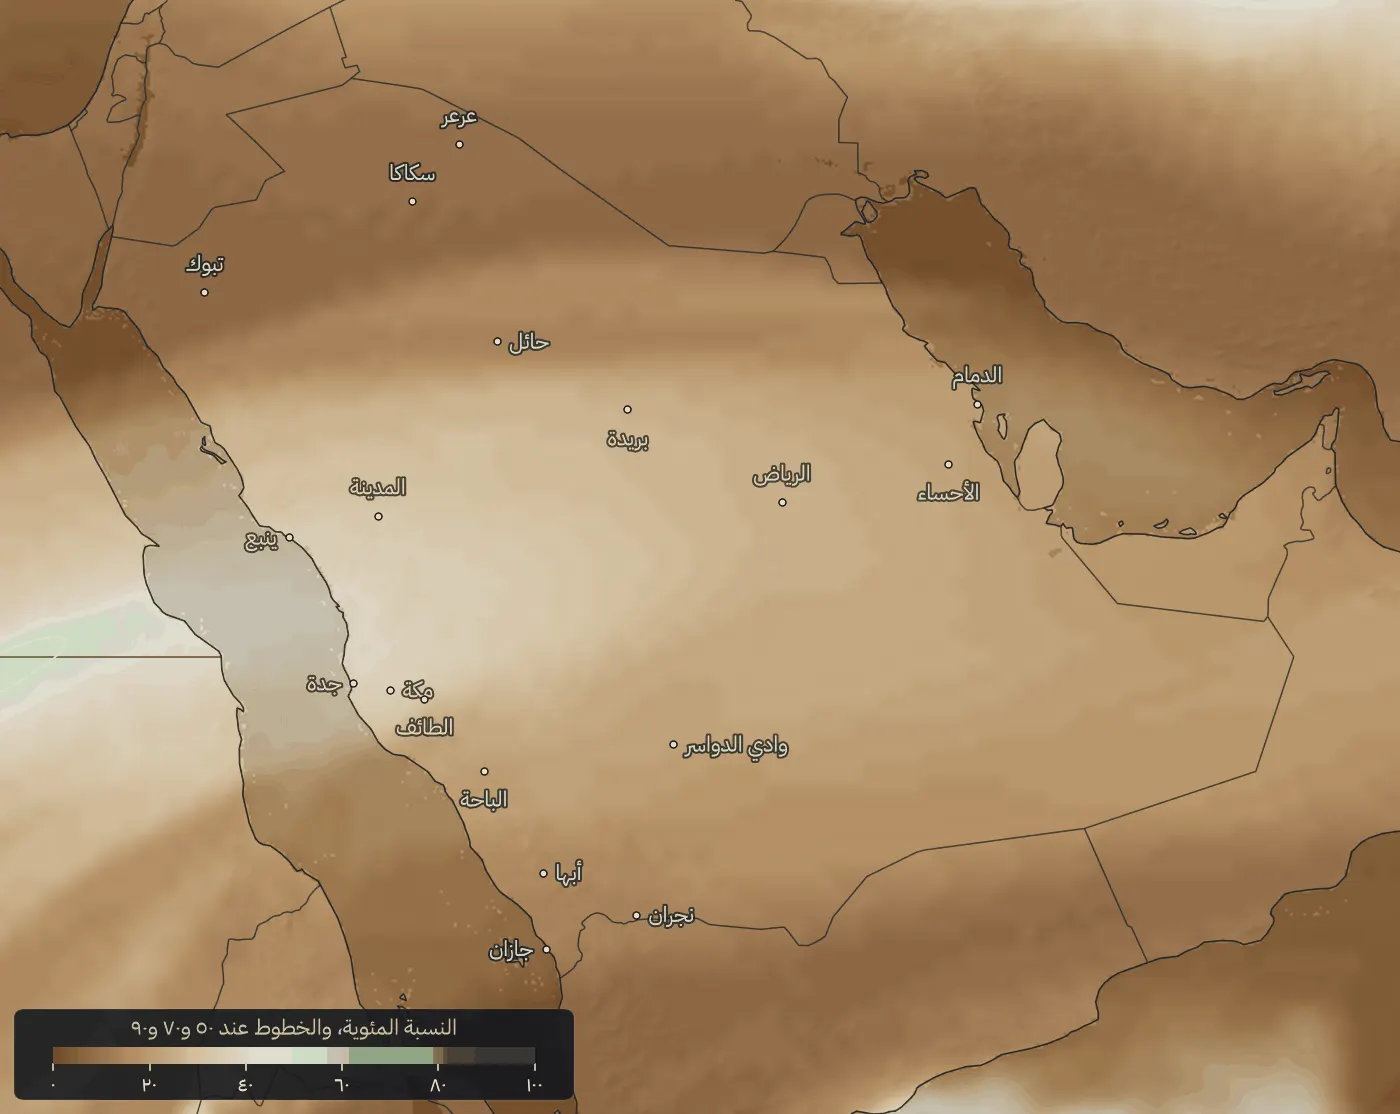 عرعر
سكاكا
تبوك
حائل
الدمام
بريدة
الرياض
المدينة
الأحساء
ينبع
جدة
مكة
الطائف
وادي الدواسر
الباحة
أبها
نجران
جازان
النسبة المئوية، والخطوط عند ٥٠ و٧٠ و٩٠
٠ ٢٠ ٤٠ ٦٠ ٨٠ ١٠٠